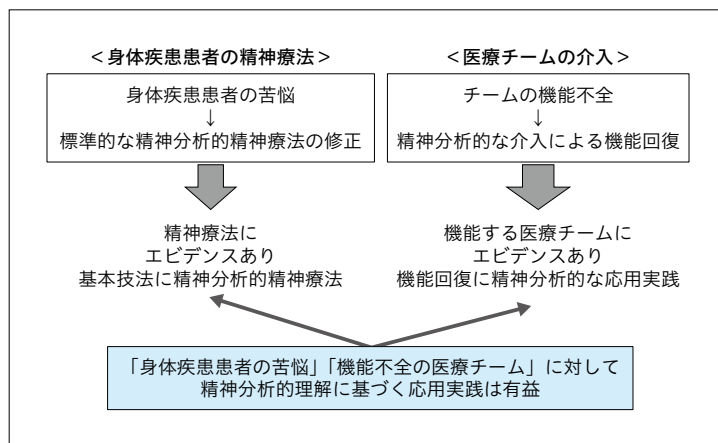 ＜身体疾患患者の精神療法＞
身体疾患患者の苦悩
↓
標準的な精神分析的精神療法の修正
精神療法に
エビデンスあり
基本技法に精神分析的精神療法
＜医療チームの介入＞
チームの機能不全
↓
精神分析的な介入による機能回復
機能する医療チームに
エビデンスあり
機能回復に精神分析的な応用実践
「身体疾患患者の苦悩」「機能不全の医療チーム」に対して
精神分析的理解に基づく応用実践は有益